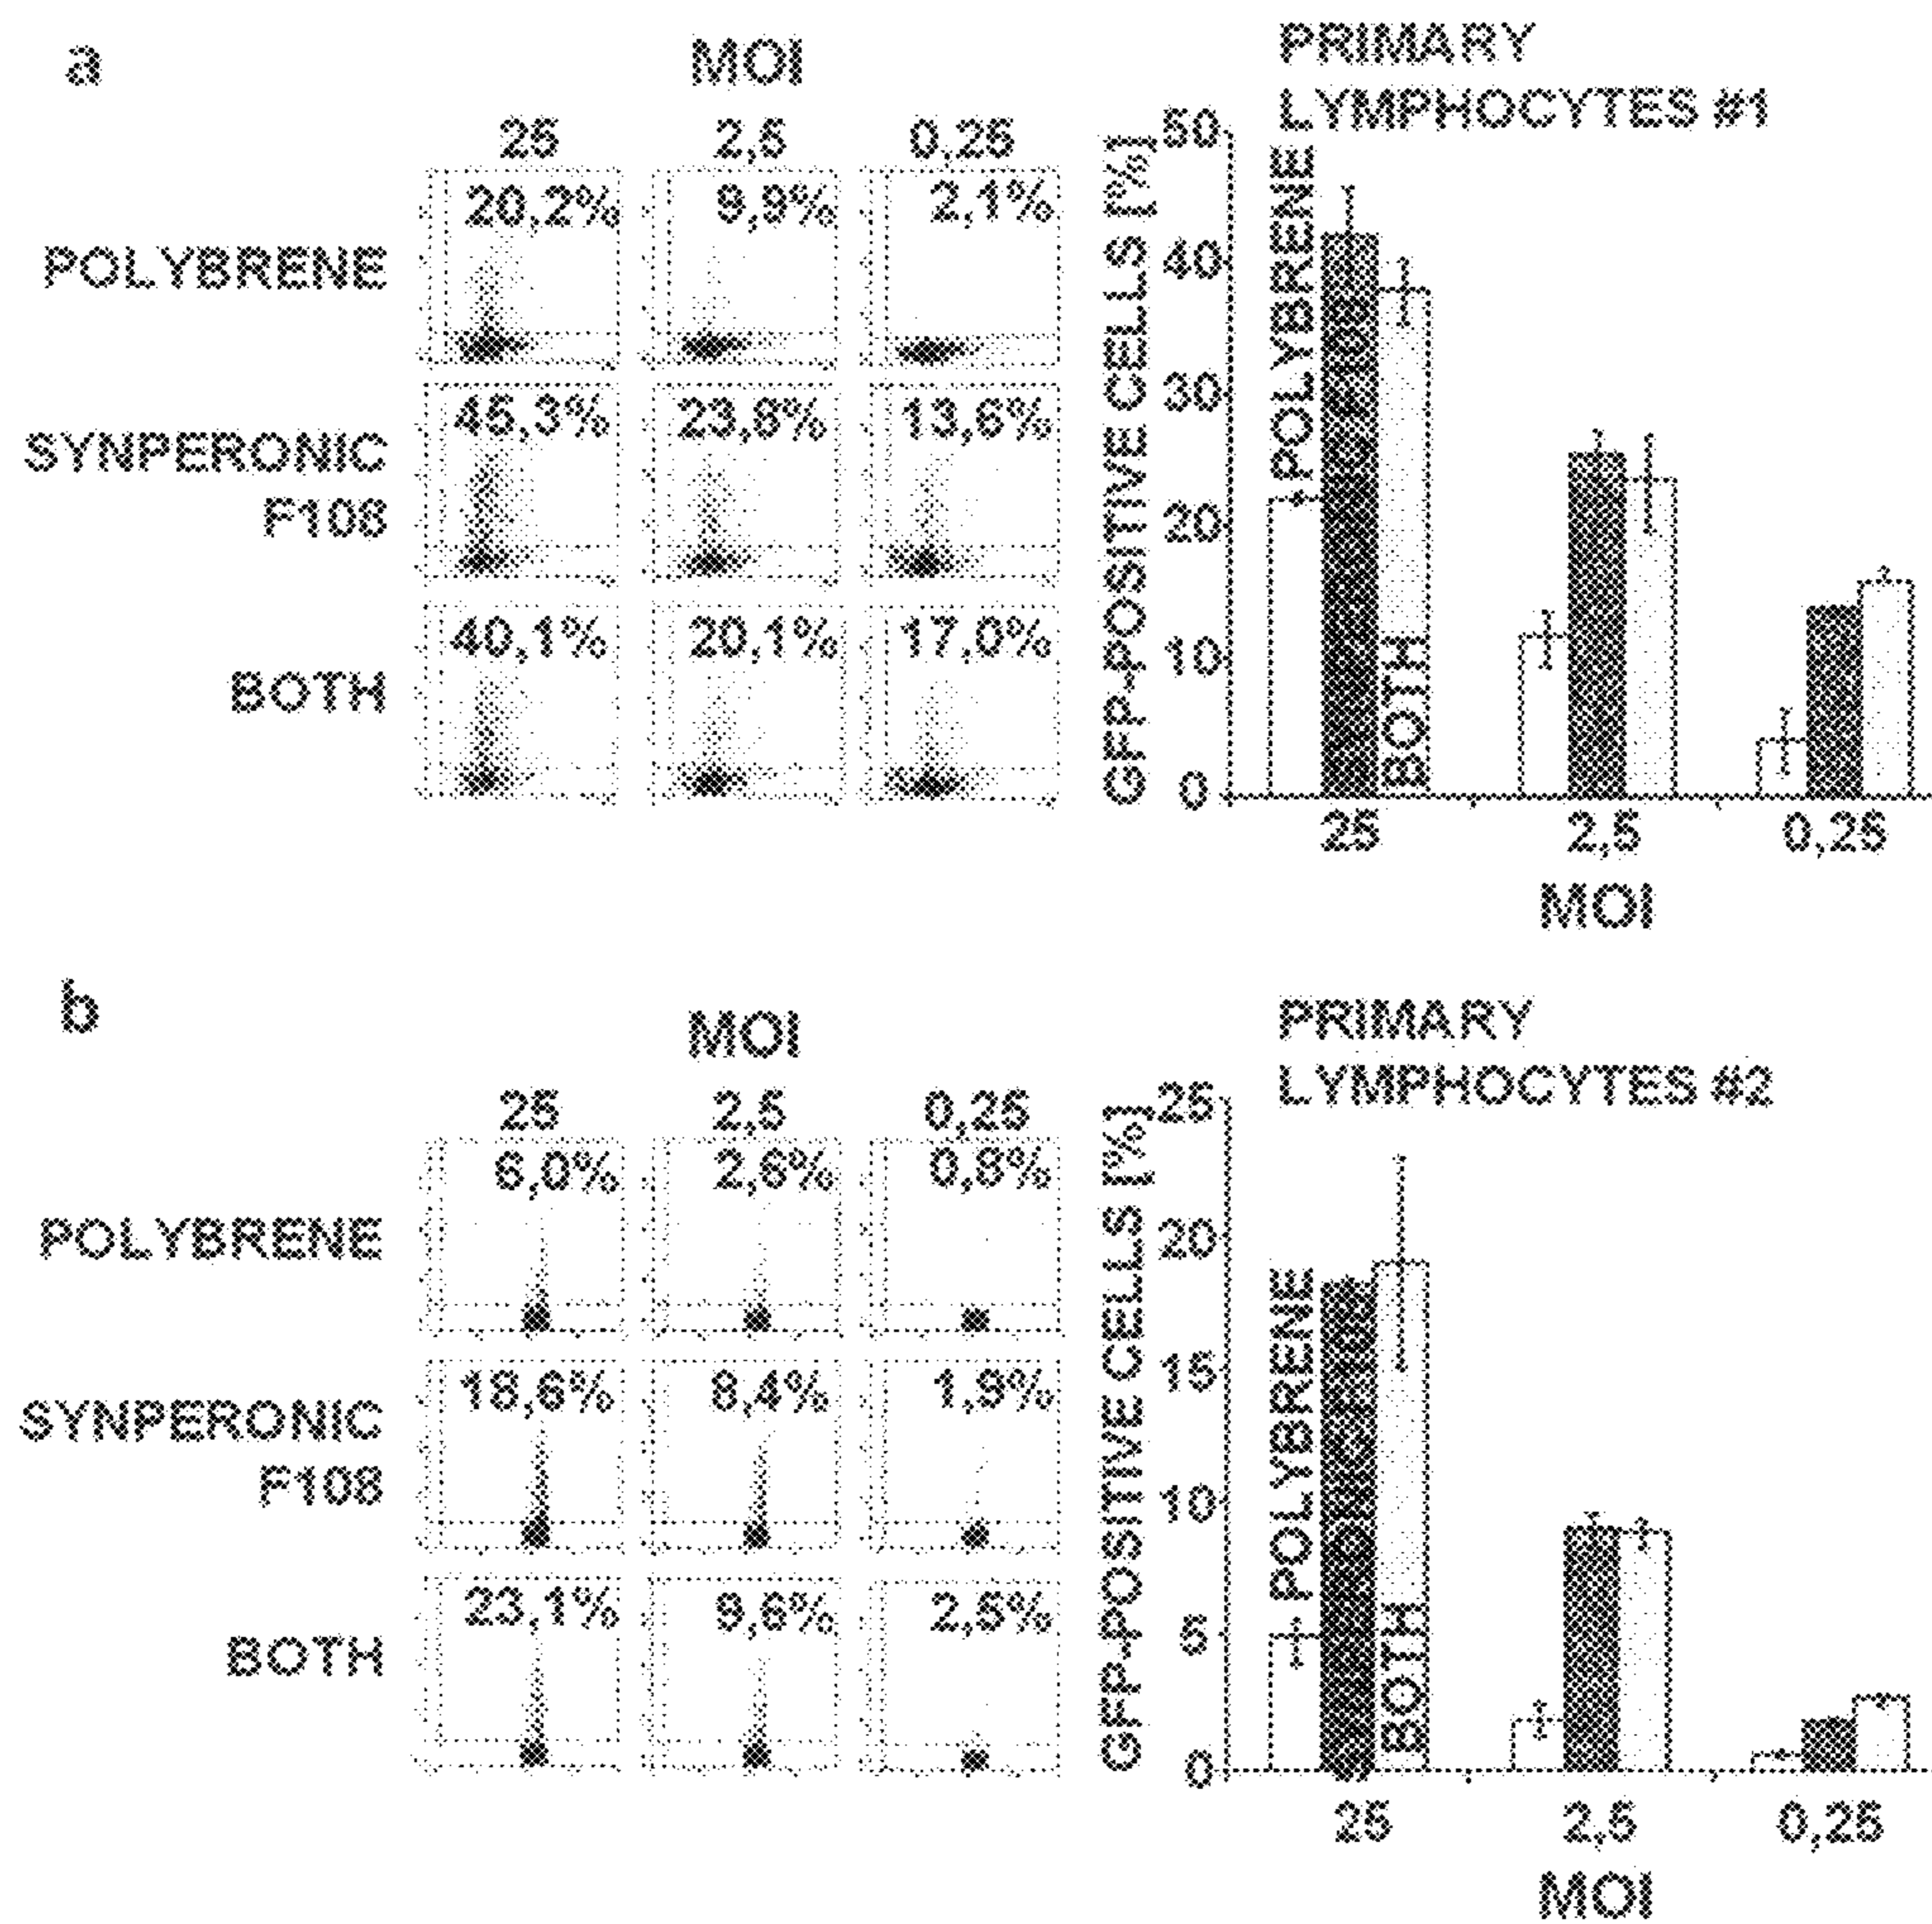 a
MOI
25 2,5 0,25
POLYBRENE
20,2% 9,9% 2,1%
SYNPERONIC
F108
45,3% 23,8% 13,6%
BOTH
40,1% 20,1% 17,0%
PRIMARY
LYMPHOCYTES #1
GFP-POSITIVE CELLS [%]
50
40
30
20
10
0
POLYBRENE
BOTH
25 2,5 0,25
MOI
b
MOI
25 2,5 0,25
POLYBRENE
6,0% 2,6% 0,8%
SYNPERONIC
F108
18,6% 8,4% 1,9%
BOTH
23,1% 9,6% 2,5%
PRIMARY
LYMPHOCYTES #2
GFP-POSITIVE CELLS [%]
25
20
15
10
5
0
POLYBRENE
BOTH
25 2,5 0,25
MOI